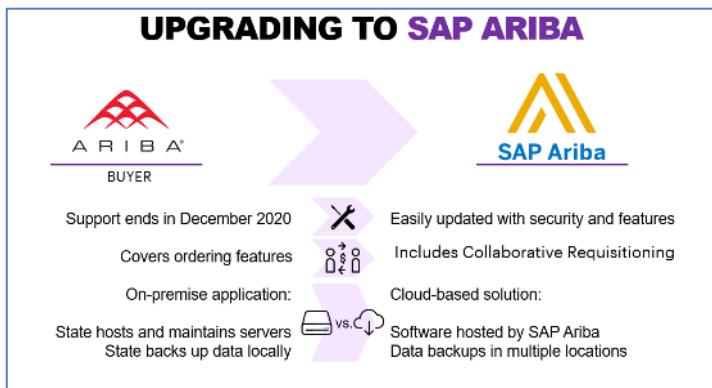 UPGRADING TO SAP ARIBA
ARIBA®
BUYER
SAP Ariba
Support ends in December 2020
Easily updated with security and features
Covers ordering features
Includes Collaborative Requisitioning
On-premise application:
Cloud-based solution:
vs.
State hosts and maintains servers
Software hosted by SAP Ariba
State backs up data locally
Data backups in multiple locations